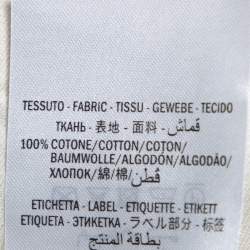 TESSUTO - FABRIC - TISSU - GEWEBE - TECIDO
ТКАНЬ - 表地 - 面料 - قماش
100% COTONE/COTTON/COTON/
BAUMWOLLE/ALGODÓN/ALGODÃO/
ХЛОПОК/綿/棉/قطن
ETICHETTA - LABEL - ETIQUETTE - ETIKETT
ETIQUETA - ЭТИКЕТКА - ラベル部分 - 标签
بطاقة المنتج